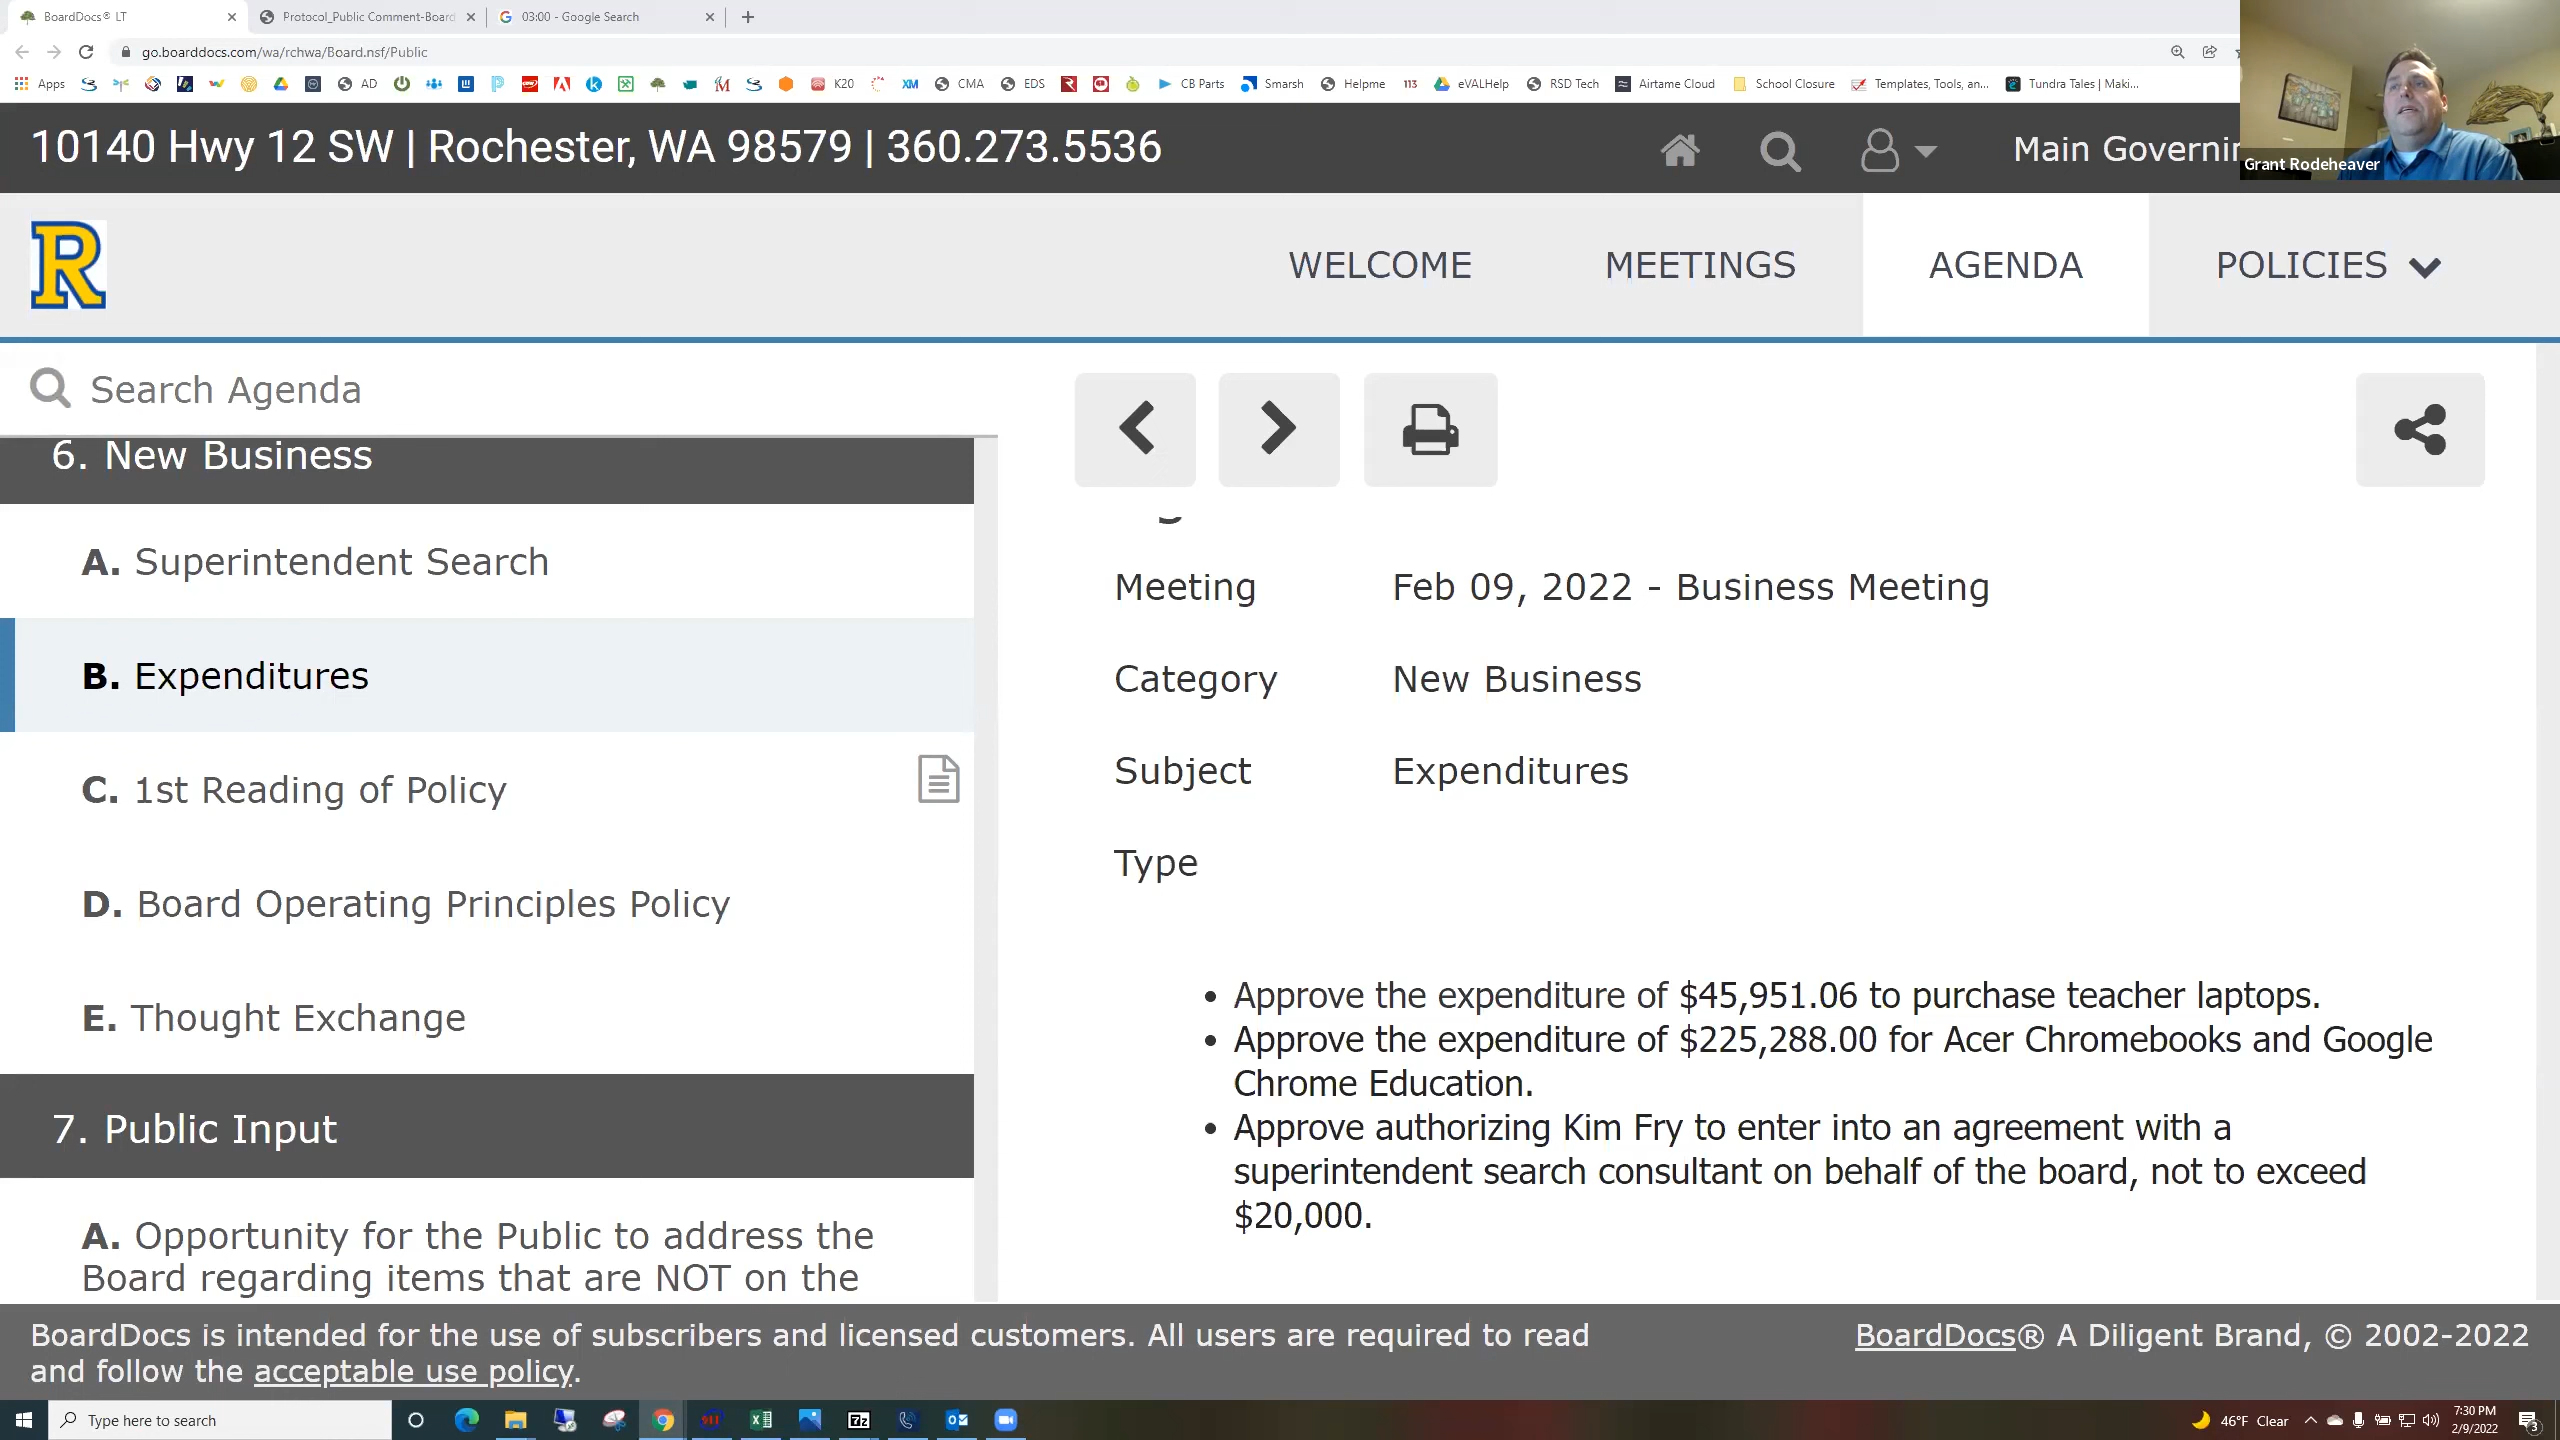 BoardDocs® LT
Protocol_Public Comment-Board
03:00 - Google Search
go.boarddocs.com/wa/rchwa/Board.nsf/Public
Apps
AD
K20
XM
CMA
EDS
CB Parts
Smarsh
Helpme
113
eVALHelp
RSD Tech
Airtame Cloud
School Closure
Templates, Tools, an...
Tundra Tales | Maki...
10140 Hwy 12 SW | Rochester, WA 98579 | 360.273.5536
Main Governin
Grant Rodeheaver
R
WELCOME
MEETINGS
AGENDA
POLICIES
Search Agenda
6. New Business
A. Superintendent Search
B. Expenditures
C. 1st Reading of Policy
D. Board Operating Principles Policy
E. Thought Exchange
7. Public Input
A. Opportunity for the Public to address the
Board regarding items that are NOT on the
Meeting Feb 09, 2022 - Business Meeting
Category New Business
Subject Expenditures
Type
• Approve the expenditure of $45,951.06 to purchase teacher laptops.
• Approve the expenditure of $225,288.00 for Acer Chromebooks and Google
Chrome Education.
• Approve authorizing Kim Fry to enter into an agreement with a
superintendent search consultant on behalf of the board, not to exceed
$20,000.
BoardDocs is intended for the use of subscribers and licensed customers. All users are required to read
and follow the acceptable use policy.
BoardDocs® A Diligent Brand, © 2002-2022
Type here to search
911
7z
46°F Clear
7:30 PM
2/9/2022
3